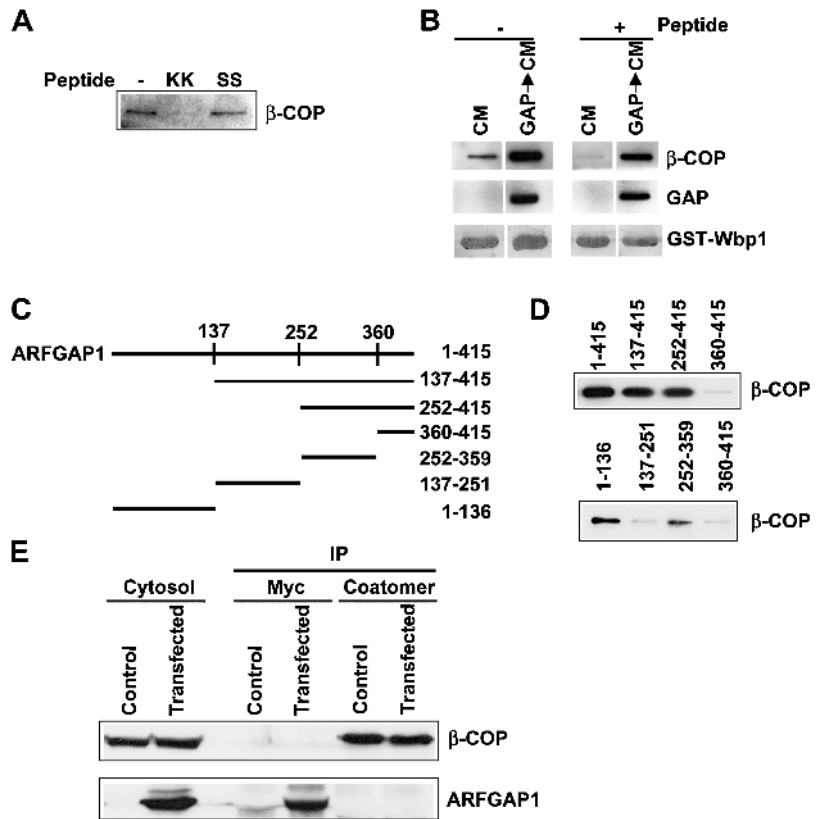 A
Peptide - KK SS
β-COP
B
- + Peptide
CM GAP→CM CM GAP→CM
β-COP
GAP
GST-Wbp1
C
137 252 360
ARFGAP1 1-415
137-415
252-415
360-415
252-359
137-251
1-136
D
1-415 137-415 252-415 360-415
β-COP
1-136 137-251 252-359 360-415
β-COP
E
IP
Cytosol Myc Coatomer
Control Transfected Control Transfected Control Transfected
β-COP
ARFGAP1